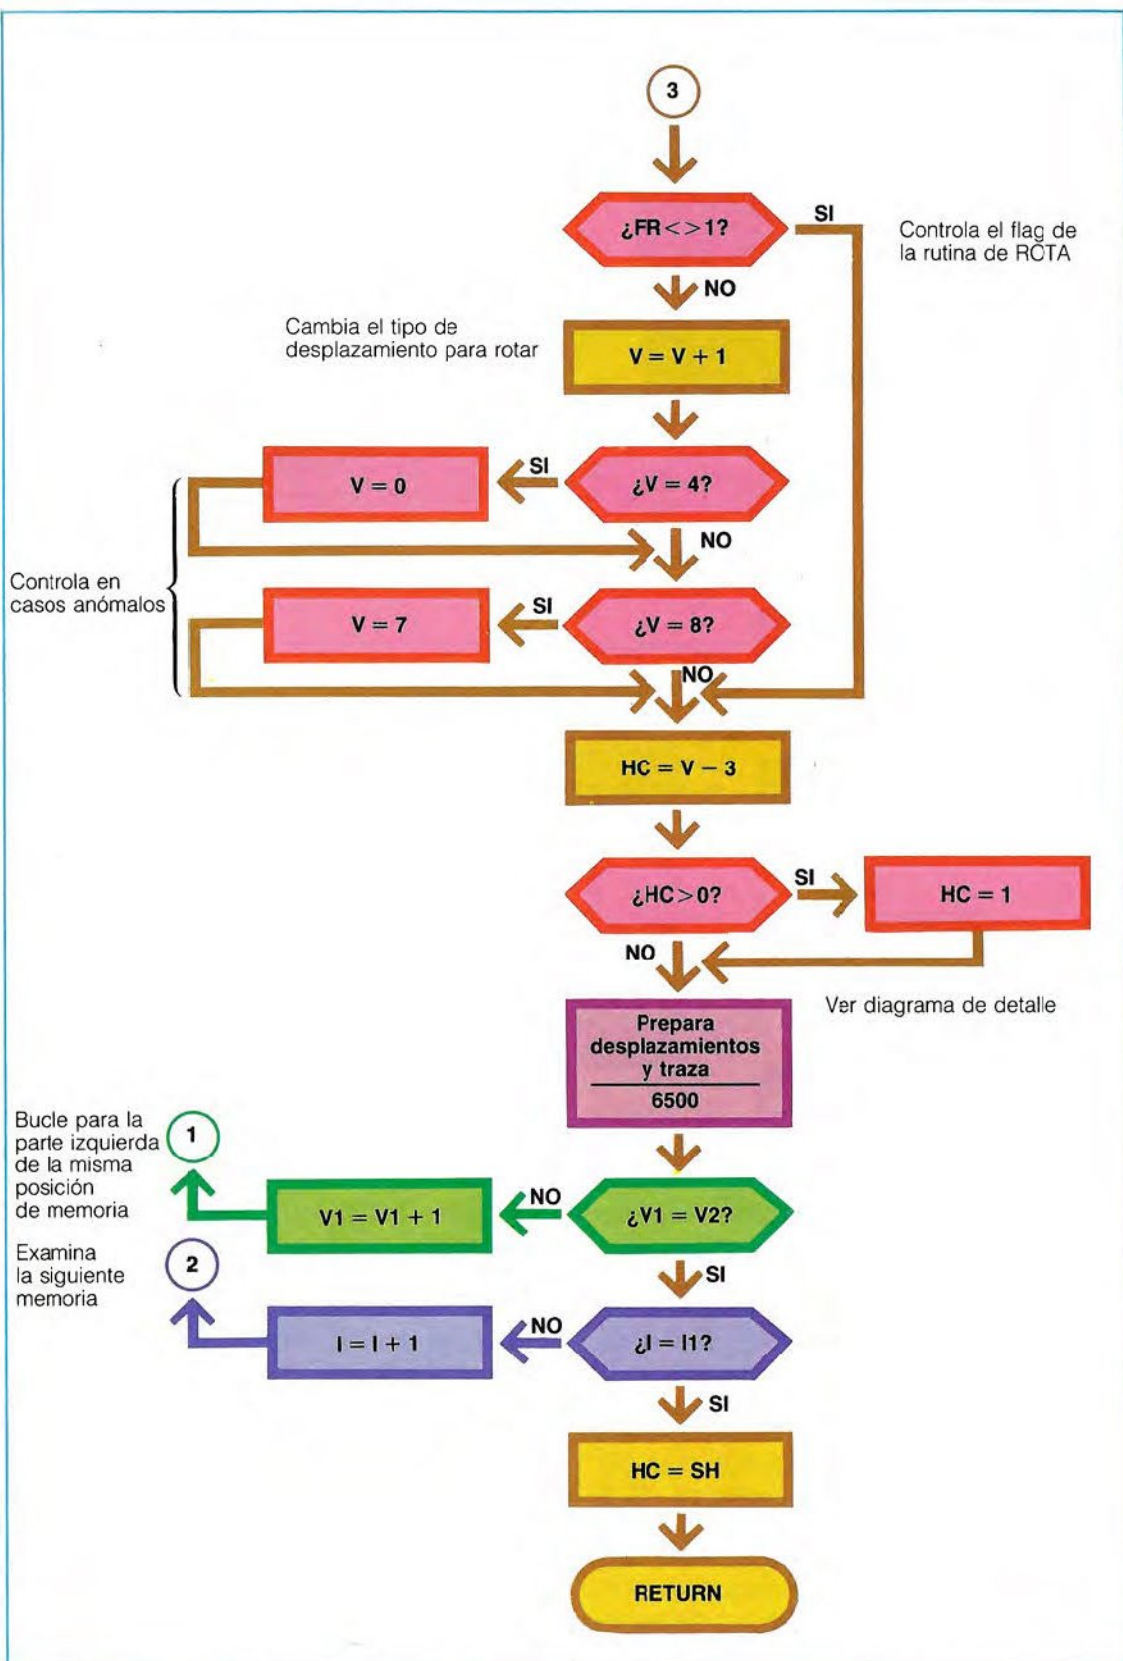 3
¿FR<>1?
SI
Controla el flag de
la rutina de ROTA
NO
Cambia el tipo de
desplazamiento para rotar
V = V + 1
V = 0
SI
¿V = 4?
NO
Controla en
casos anómalos
V = 7
SI
¿V = 8?
NO
HC = V − 3
¿HC>0?
SI
HC = 1
NO
Ver diagrama de detalle
Prepara
desplazamientos
y traza
6500
Bucle para la
parte izquierda
de la misma
posición
de memoria
1
V1 = V1 + 1
NO
¿V1 = V2?
SI
Examina
la siguiente
memoria
2
I = I + 1
NO
¿I = I1?
SI
HC = SH
RETURN